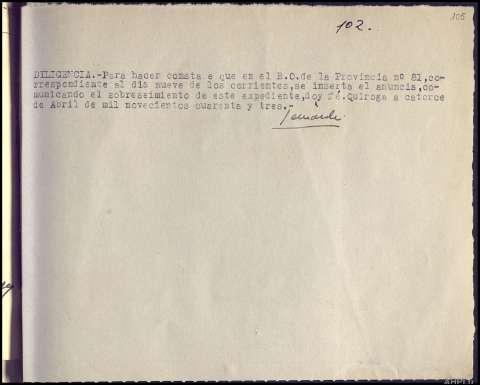 102.
106
DILIGENCIA.-Para hacer consta e que en el B.O.de la Provincia nº 81,co-
rrespondiente al dia nueve de los corrientes,se inserta el anuncio,co-
municando el sobreseimiento de este expediente,doy fé.Quiroga a catorce
de Abril de mil novecientos cuarenta y tres.-